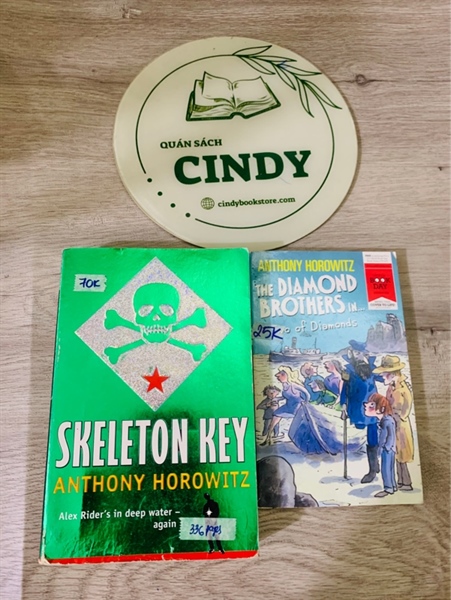 QUÁN SÁCH
CINDY
cindybookstore.com
70K
SKELETON KEY
ANTHONY HOROWITZ
Alex Rider's in deep water –
again
336 pages
ANTHONY HOROWITZ
THE DIAMOND
BROTHERS IN...
of Diamonds
25K